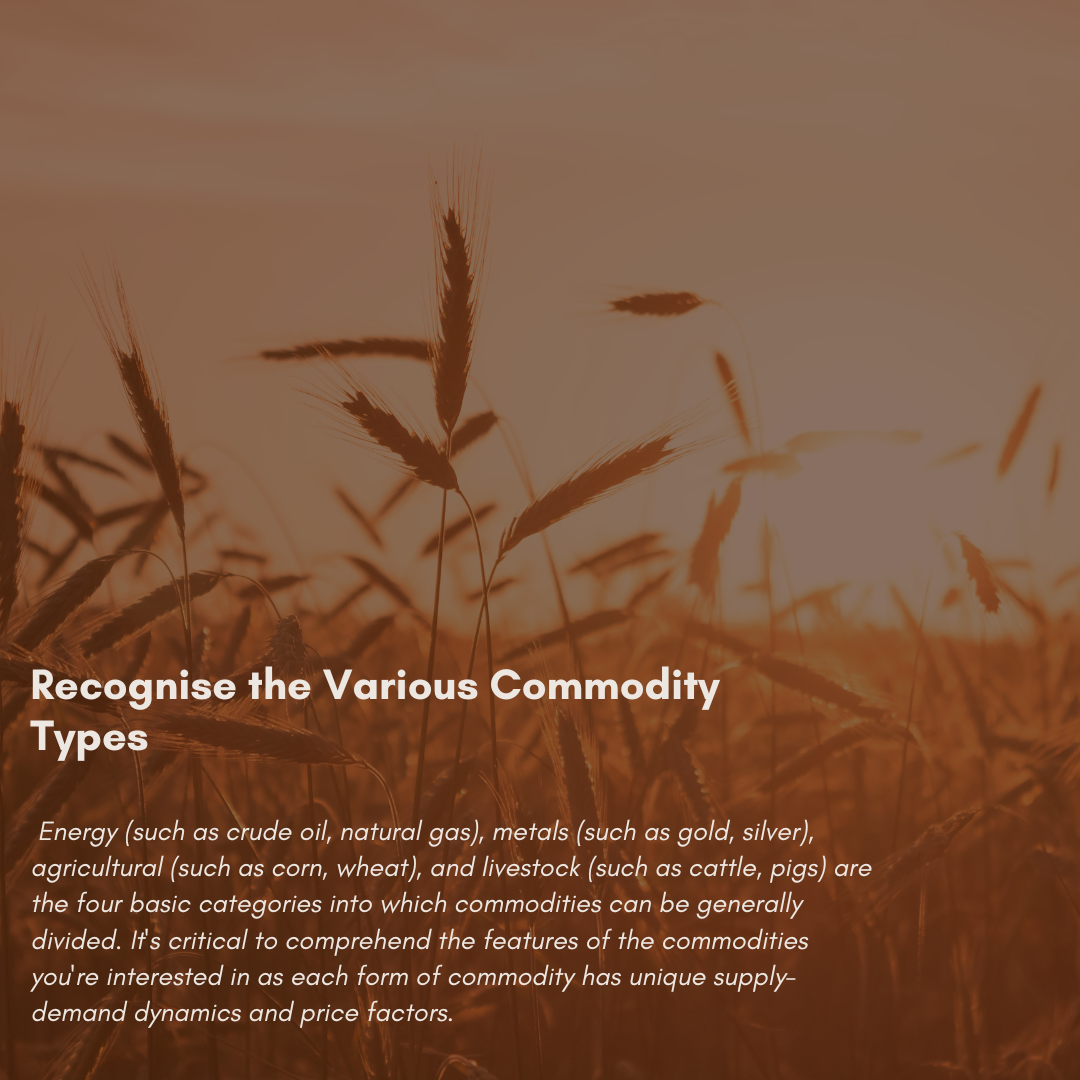 Recognise the Various Commodity
Types
Energy (such as crude oil, natural gas), metals (such as gold, silver),
agricultural (such as corn, wheat), and livestock (such as cattle, pigs) are
the four basic categories into which commodities can be generally
divided. It's critical to comprehend the features of the commodities
you're interested in as each form of commodity has unique supply-
demand dynamics and price factors.